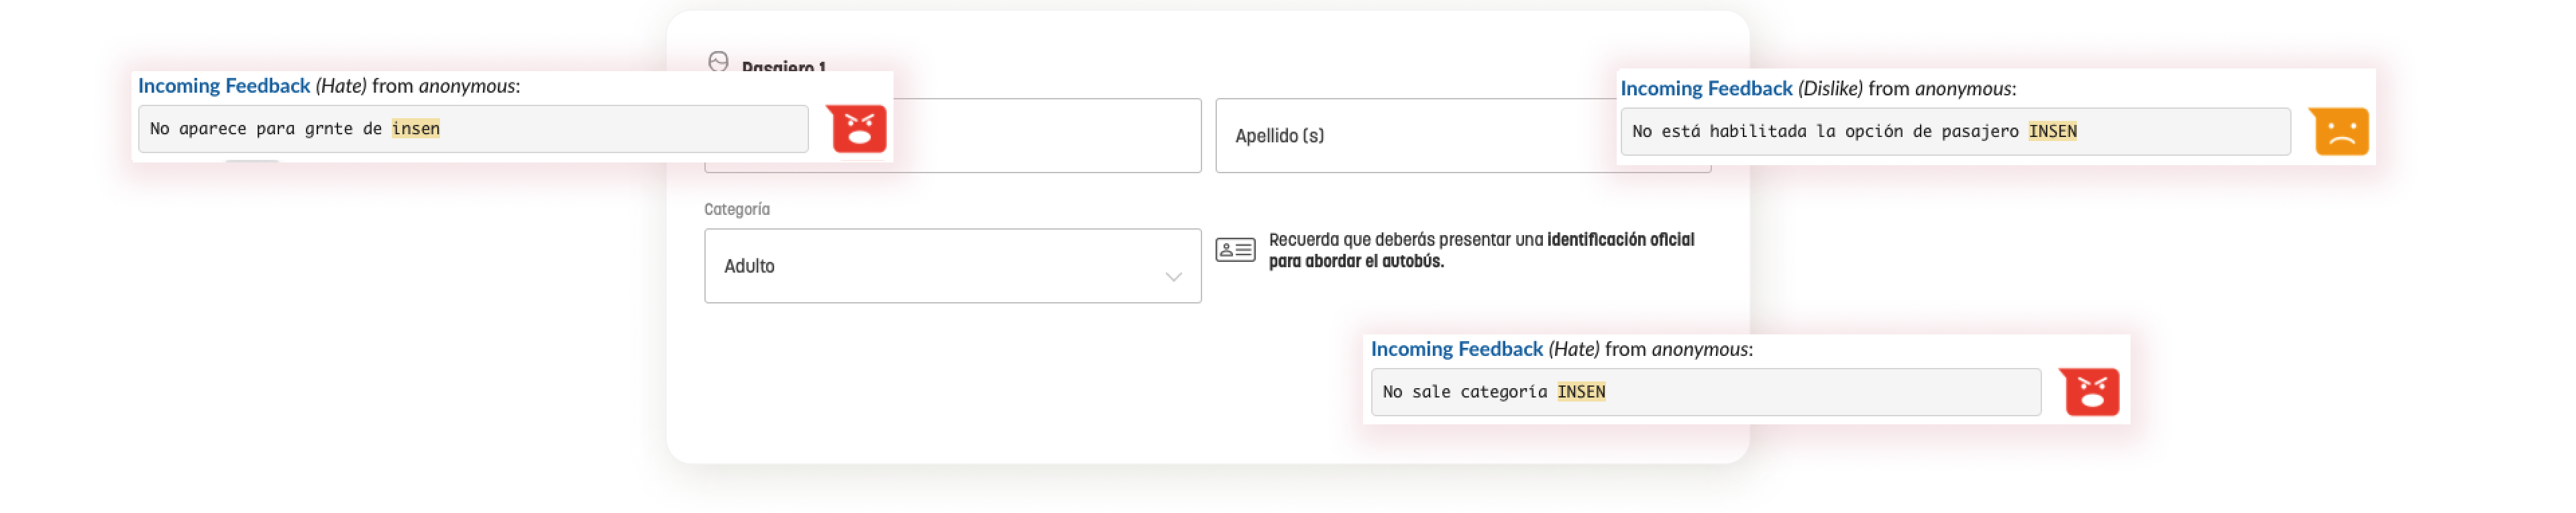 Pasajero 1
Incoming Feedback (Hate) from anonymous:
No aparece para grnte de insen
Apellido (s)
Incoming Feedback (Dislike) from anonymous:
No está habilitada la opción de pasajero INSEN
Categoría
Adulto
Recuerda que deberás presentar una identificación oficial
para abordar el autobús.
Incoming Feedback (Hate) from anonymous:
No sale categoría INSEN